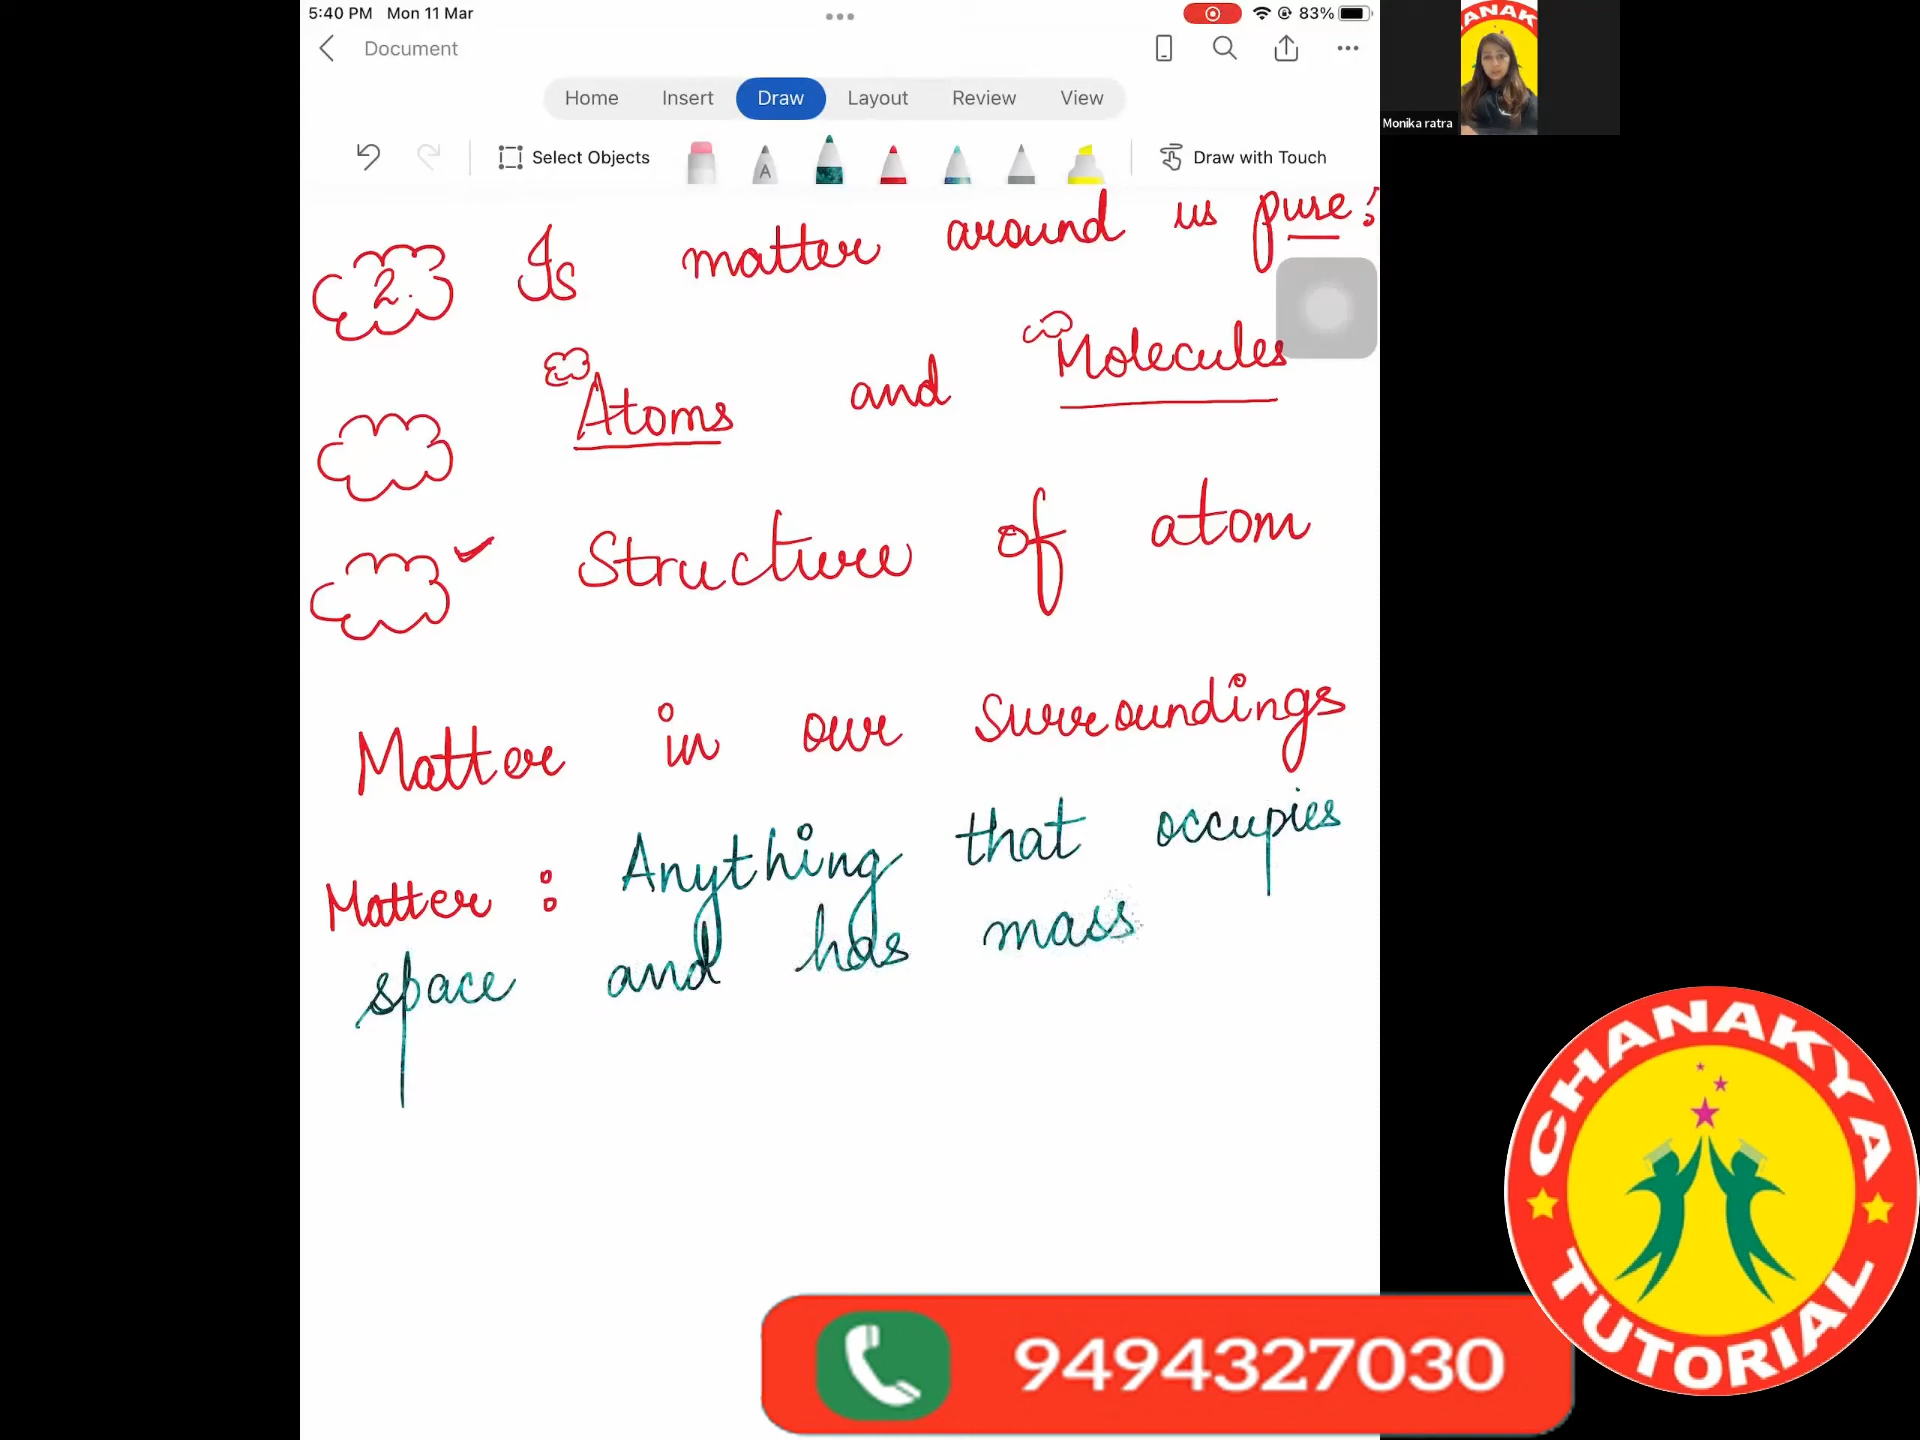 5:40 PM Mon 11 Mar
83%
Document
Home Insert Draw Layout Review View
Select Objects
A
Draw with Touch
Monika ratra
CHANAK
2. Is matter around us pure?
Atoms and Molecules
Structure of atom
Matter in our surroundings
Matter : Anything that occupies
space and has mass
CHANAKYA
TUTORIAL
9494327030